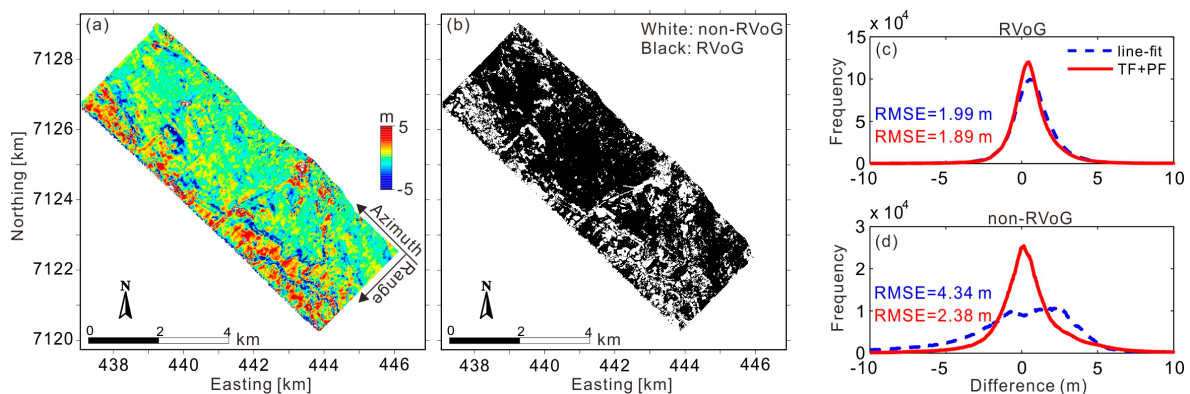 (a)
7128
7126
7124
7122
7120
Northing [km]
m
5
-5
Azimuth
Range
N
0 2 4 km
438 440 442 444 446
Easting [km]
(b)
White: non-RVoG
Black: RVoG
N
0 2 4 km
438 440 442 444 446
Easting [km]
x 10^4
RVoG
(c)
15
10
5
0
Frequency
line-fit
TF+PF
RMSE=1.99 m
RMSE=1.89 m
-10 -5 0 5 10
x 10^4
non-RVoG
(d)
3
2
1
0
Frequency
RMSE=4.34 m
RMSE=2.38 m
-10 -5 0 5 10
Difference (m)